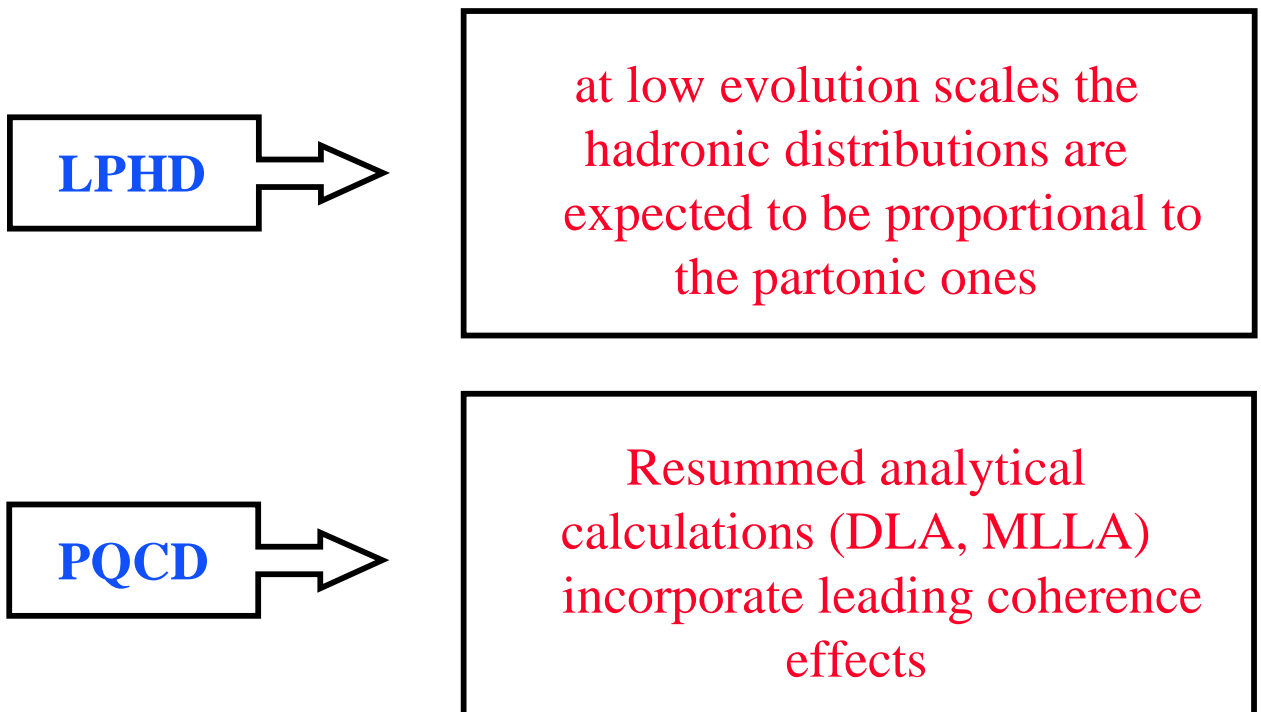 LPHD
at low evolution scales the
hadronic distributions are
expected to be proportional to
the partonic ones
PQCD
Resummed analytical
calculations (DLA, MLLA)
incorporate leading coherence
effects